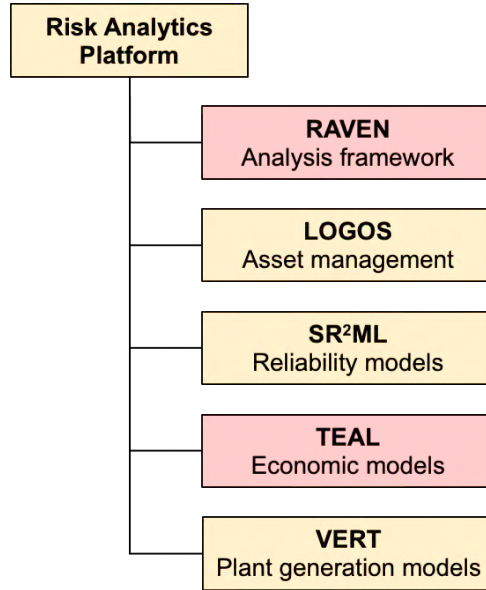 Risk Analytics
Platform
RAVEN
Analysis framework
LOGOS
Asset management
SR²ML
Reliability models
TEAL
Economic models
VERT
Plant generation models